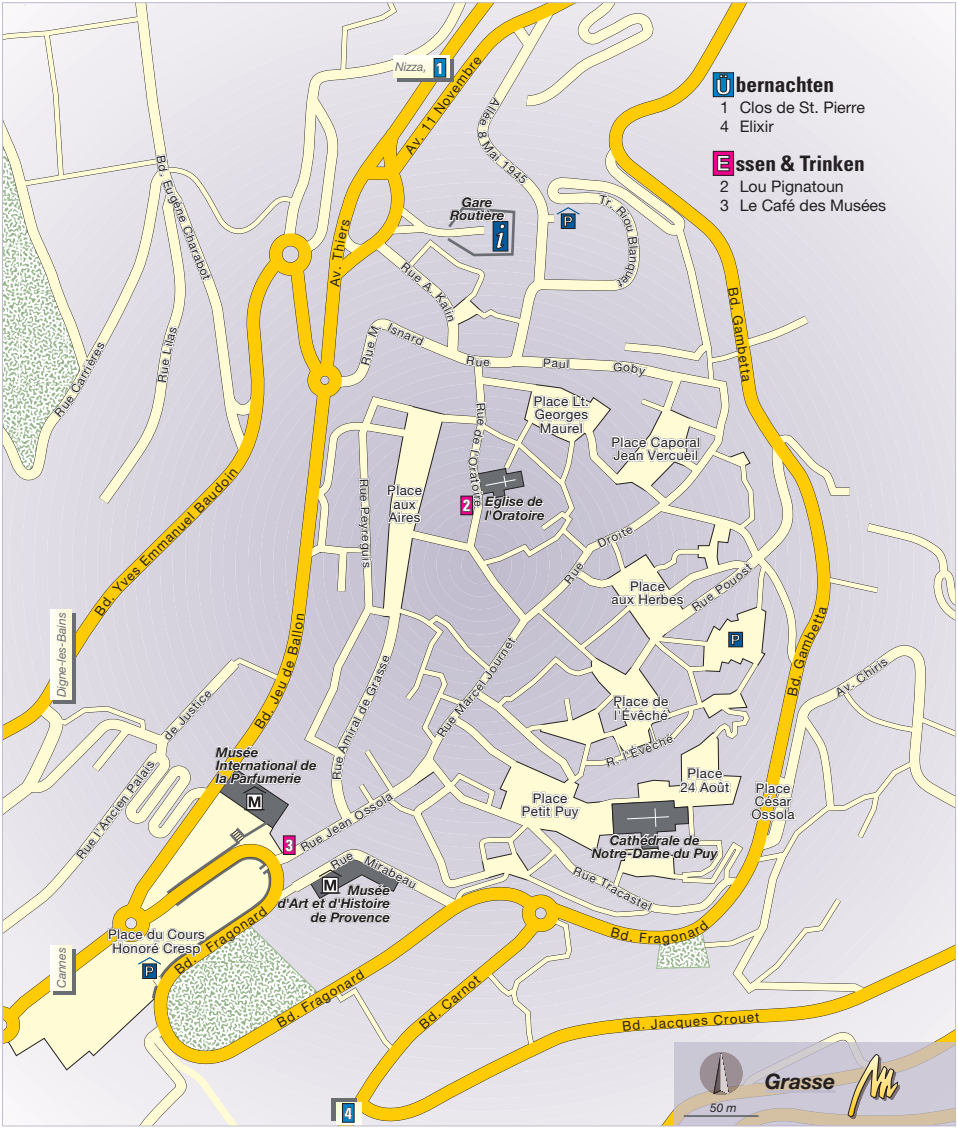 Nizza, 1
Av. 11 Novembre
Allée 8 Mai 1945
Übernachten
1 Clos de St. Pierre
4 Elixir
Essen & Trinken
2 Lou Pignatoun
3 Le Café des Musées
Bd. Eugène Charabot
Gare
Routière
i
P
Tr. Riou Blanquet
Av. Thiers
Rue A. Kalin
Bd. Gambetta
Rue Carrières
Rue Lilas
Rue M. Isnard
Rue Paul Goby
Place Lt.
Georges
Maurel
Place Caporal
Jean Vercueil
Rue de l'Oratoire
Rue Peyreguis
Place
aux
Aires
2
Église de
l'Oratoire
Rue Droite
Bd. Yves Emmanuel Baudoin
Place
aux Herbes
Rue Pouost
P
Digne-les-Bains
Bd. Jeu de Ballon
Bd. Gambetta
Av. Chiris
Rue Amiral de Grasse
Rue Marcel Journet
Place de
l'Évêché
R. l'Évêché
Rue l'Ancien Palais de Justice
Musée
International de
la Parfumerie
M
Place
24 Août
Place
César
Ossola
Place
Petit Puy
3
Rue Jean Ossola
Cathédrale de
Notre-Dame du Puy
Rue Mirabeau
M
Musée
d'Art et d'Histoire
de Provence
Rue Tracastel
Place du Cours
Honoré Cresp
P
Bd. Fragonard
Bd. Fragonard
Bd. Fragonard
Cannes
Bd. Carnot
Bd. Jacques Crouet
4
50 m
Grasse